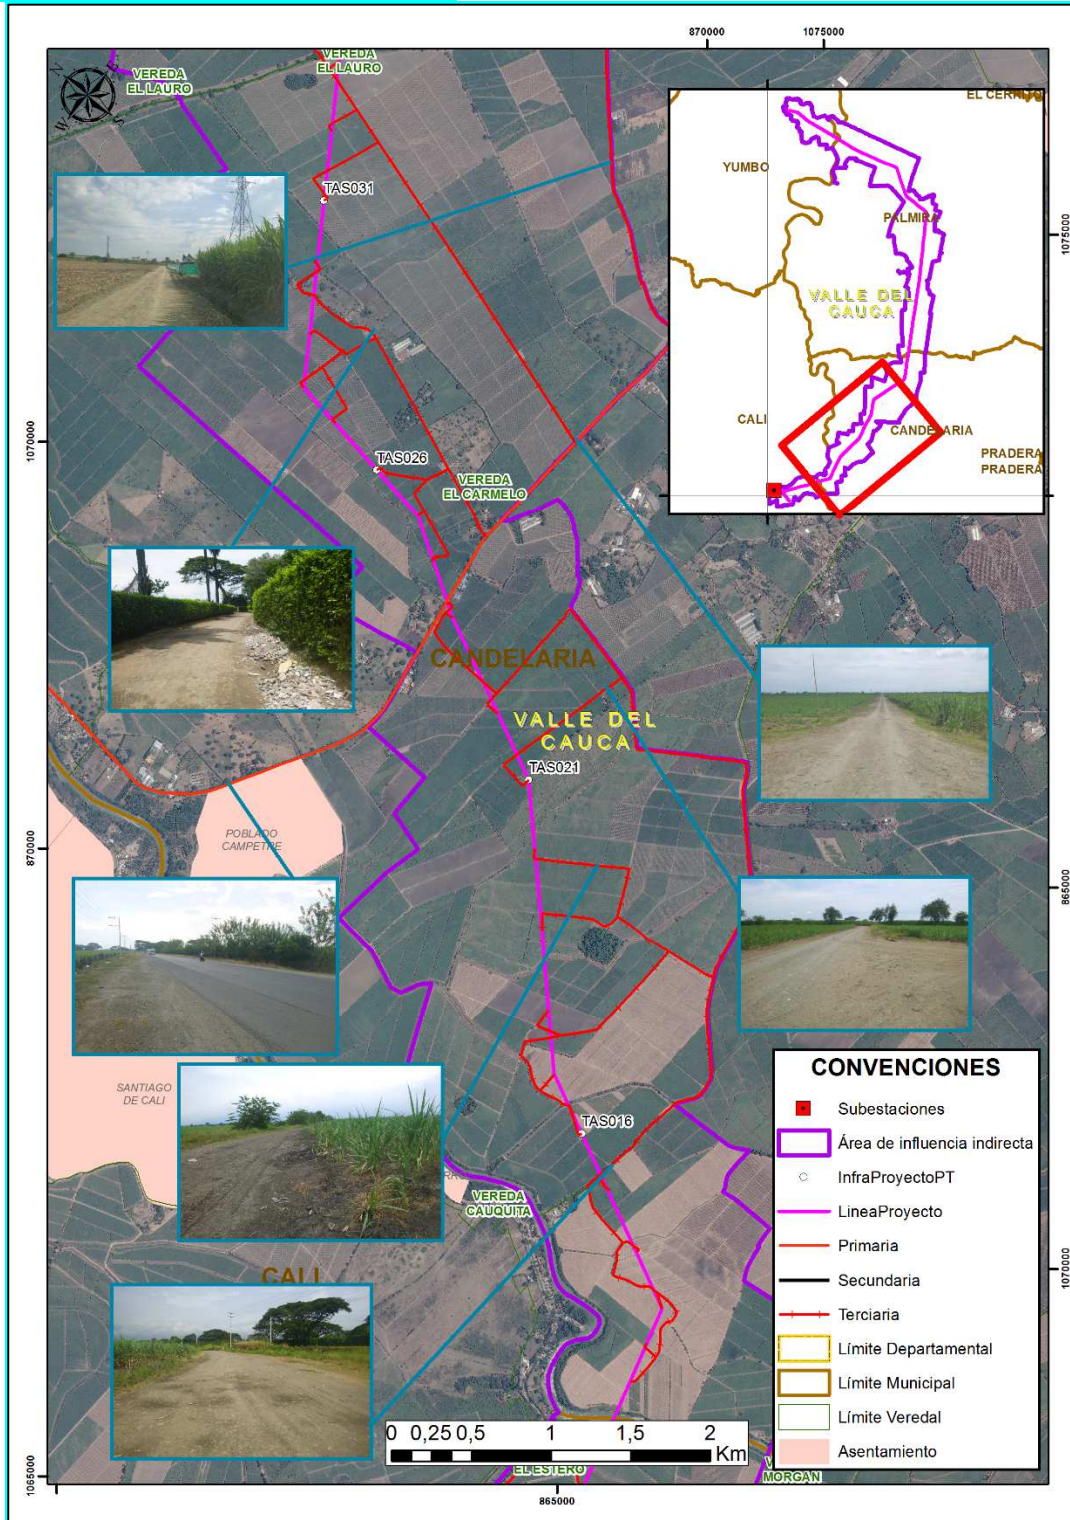 870000
1075000
VEREDA
EL LAURO
VEREDA
EL LAURO
N
E
W
S
EL CERRITO
YUMBO
PALMIRA
1075000
VALLE DEL
CAUCA
CALI
CANDELARIA
PRADERA
PRADERA
TAS031
1070000
TAS026
VEREDA
EL CARMELO
CANDELARIA
VALLE DEL
CAUCA
TAS021
870000
POBLADO
CAMPETRE
865000
SANTIAGO
DE CALI
TAS016
VEREDA
CAUQUITA
CALI
1070000
CONVENCIONES
Subestaciones
Área de influencia indirecta
InfraProyectoPT
LineaProyecto
Primaria
Secundaria
Terciaria
Límite Departamental
Límite Municipal
Límite Veredal
Asentamiento
0 0,25 0,5 1 1,5 2
Km
EL ESTERO
MORGAN
1065000
865000